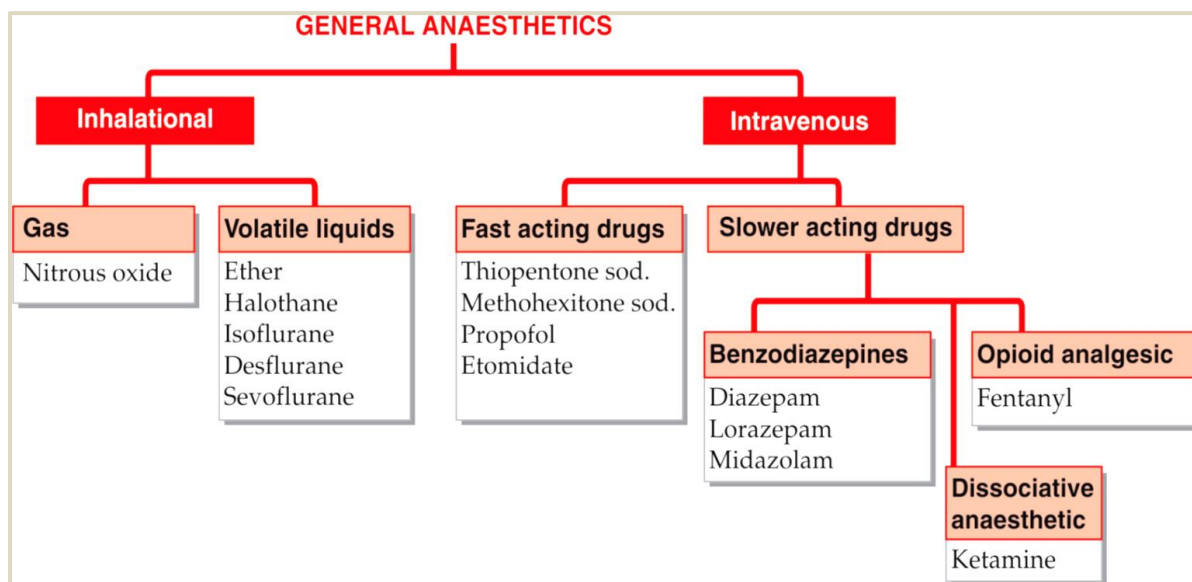 GENERAL ANAESTHETICS
Inhalational
Intravenous
Gas
Nitrous oxide
Volatile liquids
Ether
Halothane
Isoflurane
Desflurane
Sevoflurane
Fast acting drugs
Thiopentone sod.
Methohexitone sod.
Propofol
Etomidate
Slower acting drugs
Benzodiazepines
Diazepam
Lorazepam
Midazolam
Opioid analgesic
Fentanyl
Dissociative
anaesthetic
Ketamine